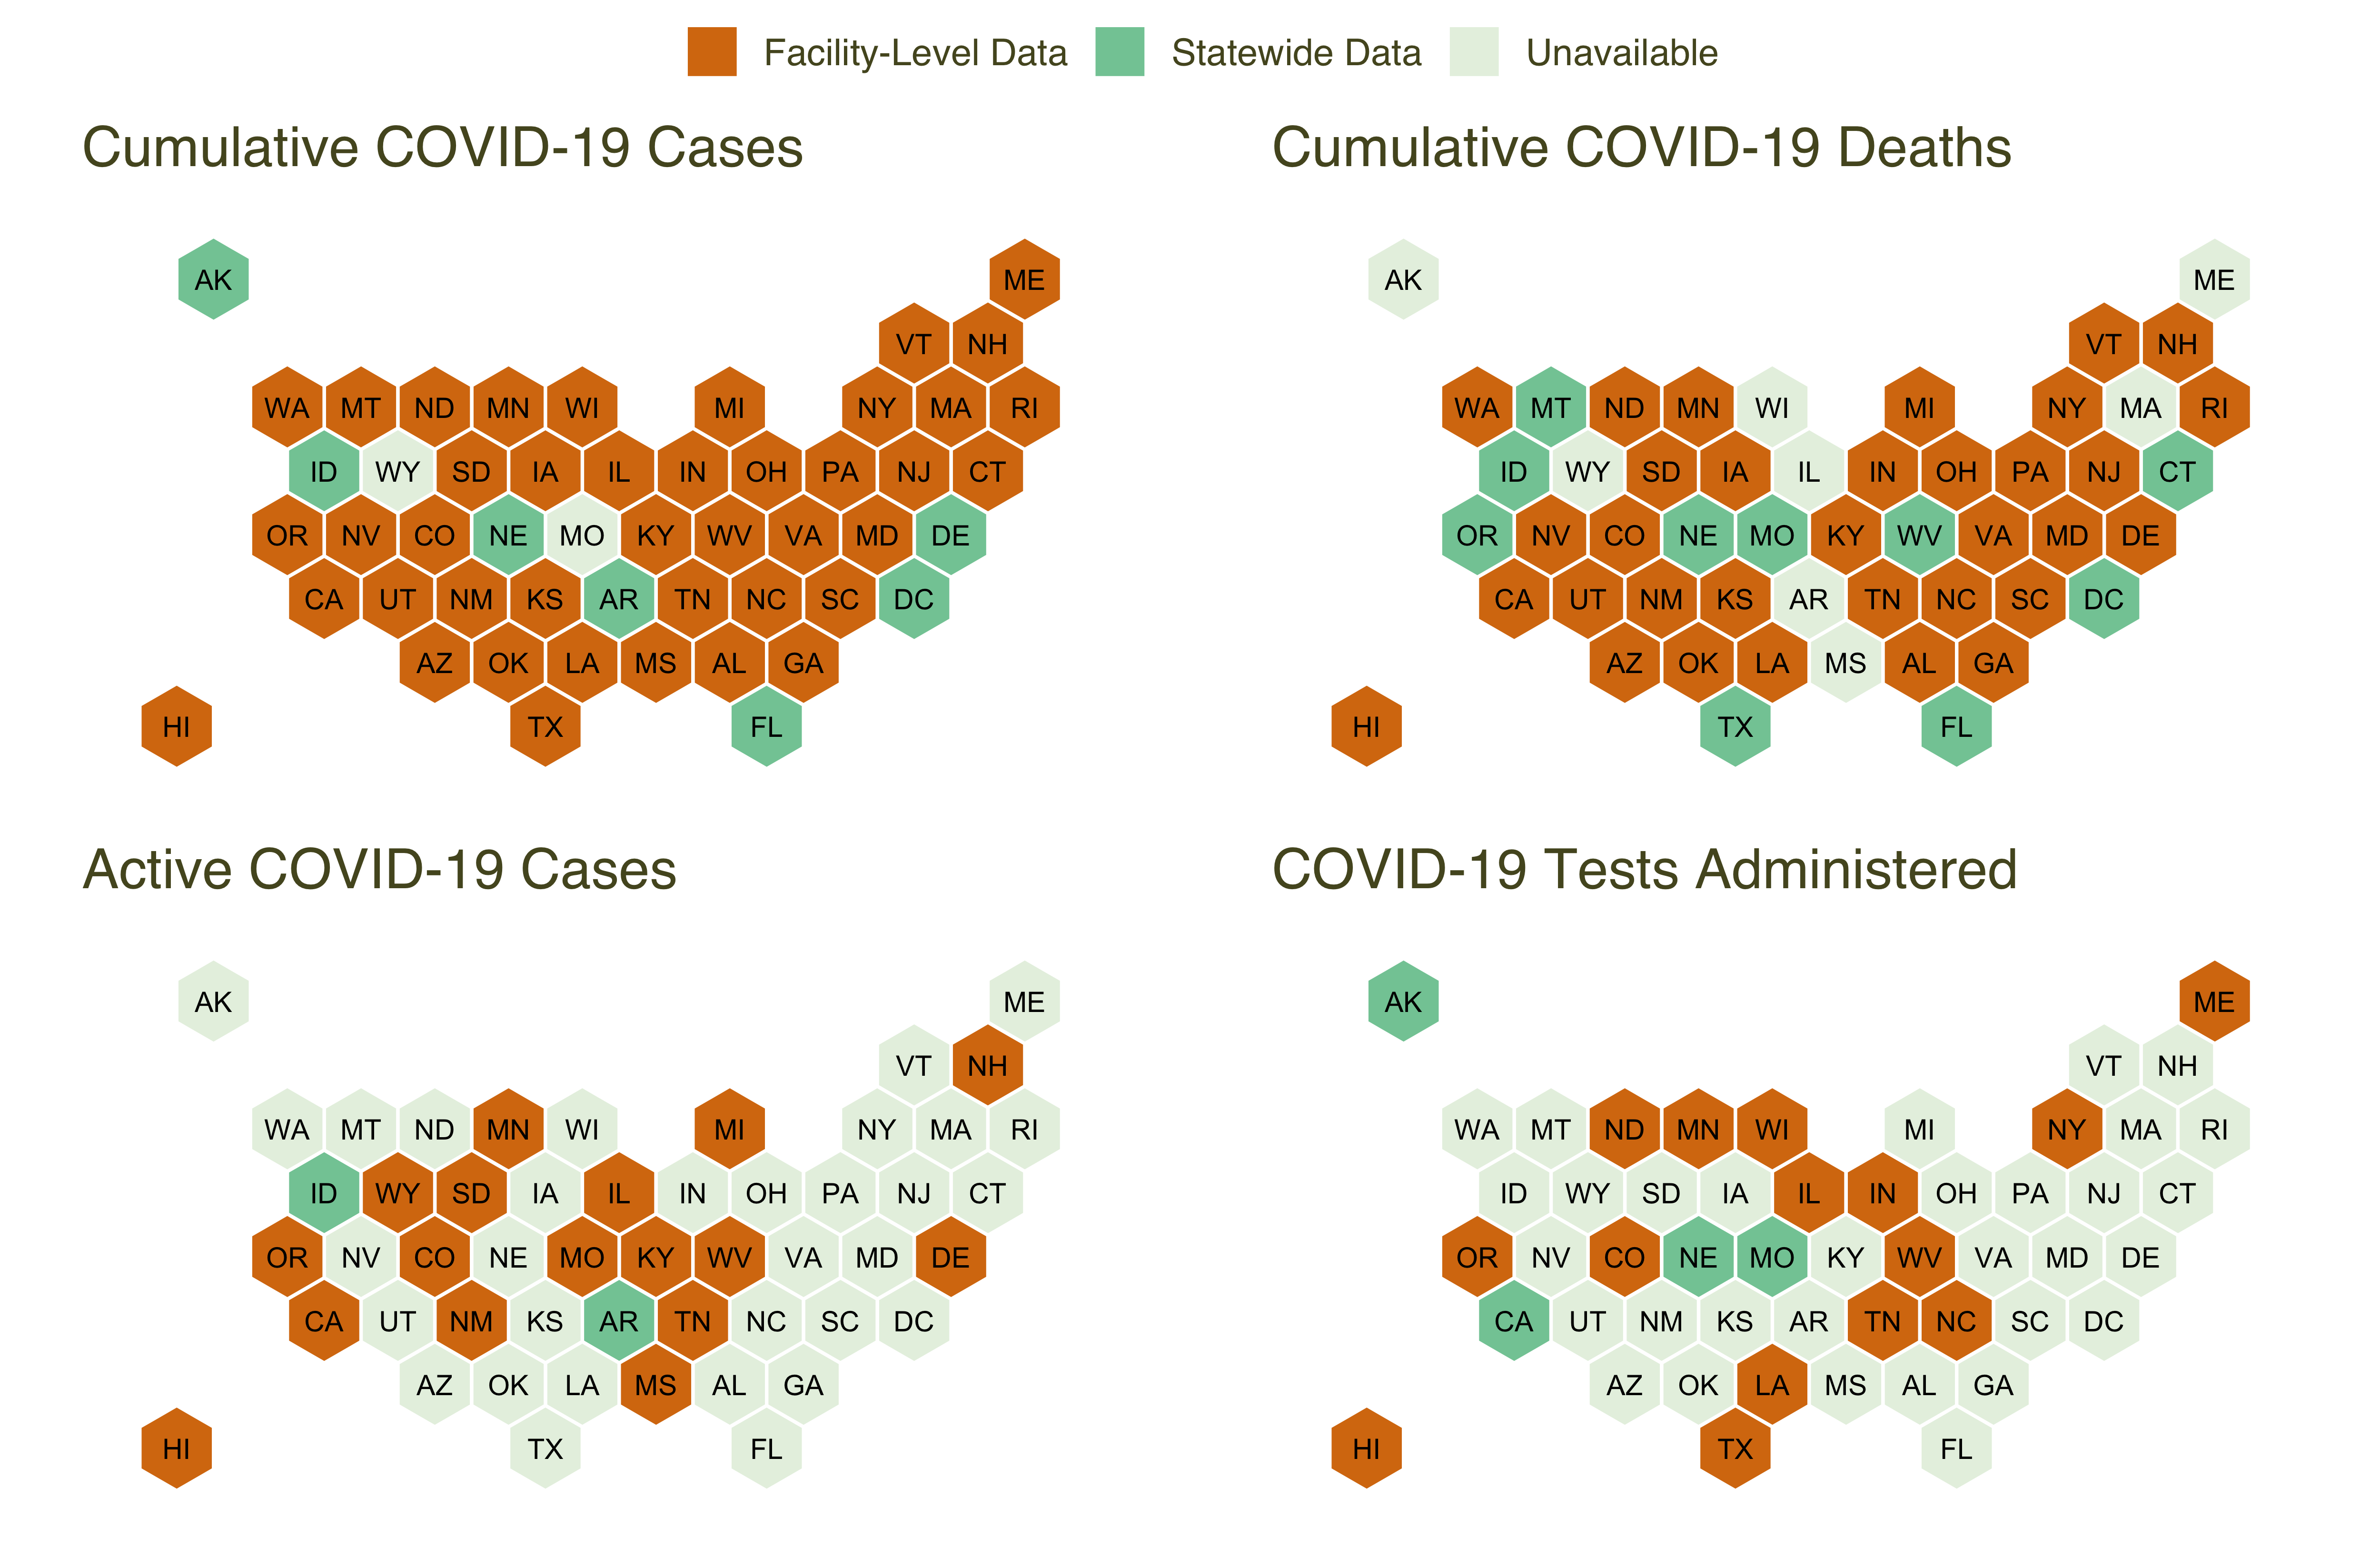 Facility-Level Data Statewide Data Unavailable
Cumulative COVID-19 Cases
AK ME
VT NH
WA MT ND MN WI MI NY MA RI
ID WY SD IA IL IN OH PA NJ CT
OR NV CO NE MO KY WV VA MD DE
CA UT NM KS AR TN NC SC DC
AZ OK LA MS AL GA
HI TX FL
Cumulative COVID-19 Deaths
AK ME
VT NH
WA MT ND MN WI MI NY MA RI
ID WY SD IA IL IN OH PA NJ CT
OR NV CO NE MO KY WV VA MD DE
CA UT NM KS AR TN NC SC DC
AZ OK LA MS AL GA
HI TX FL
Active COVID-19 Cases
AK ME
VT NH
WA MT ND MN WI MI NY MA RI
ID WY SD IA IL IN OH PA NJ CT
OR NV CO NE MO KY WV VA MD DE
CA UT NM KS AR TN NC SC DC
AZ OK LA MS AL GA
HI TX FL
COVID-19 Tests Administered
AK ME
VT NH
WA MT ND MN WI MI NY MA RI
ID WY SD IA IL IN OH PA NJ CT
OR NV CO NE MO KY WV VA MD DE
CA UT NM KS AR TN NC SC DC
AZ OK LA MS AL GA
HI TX FL